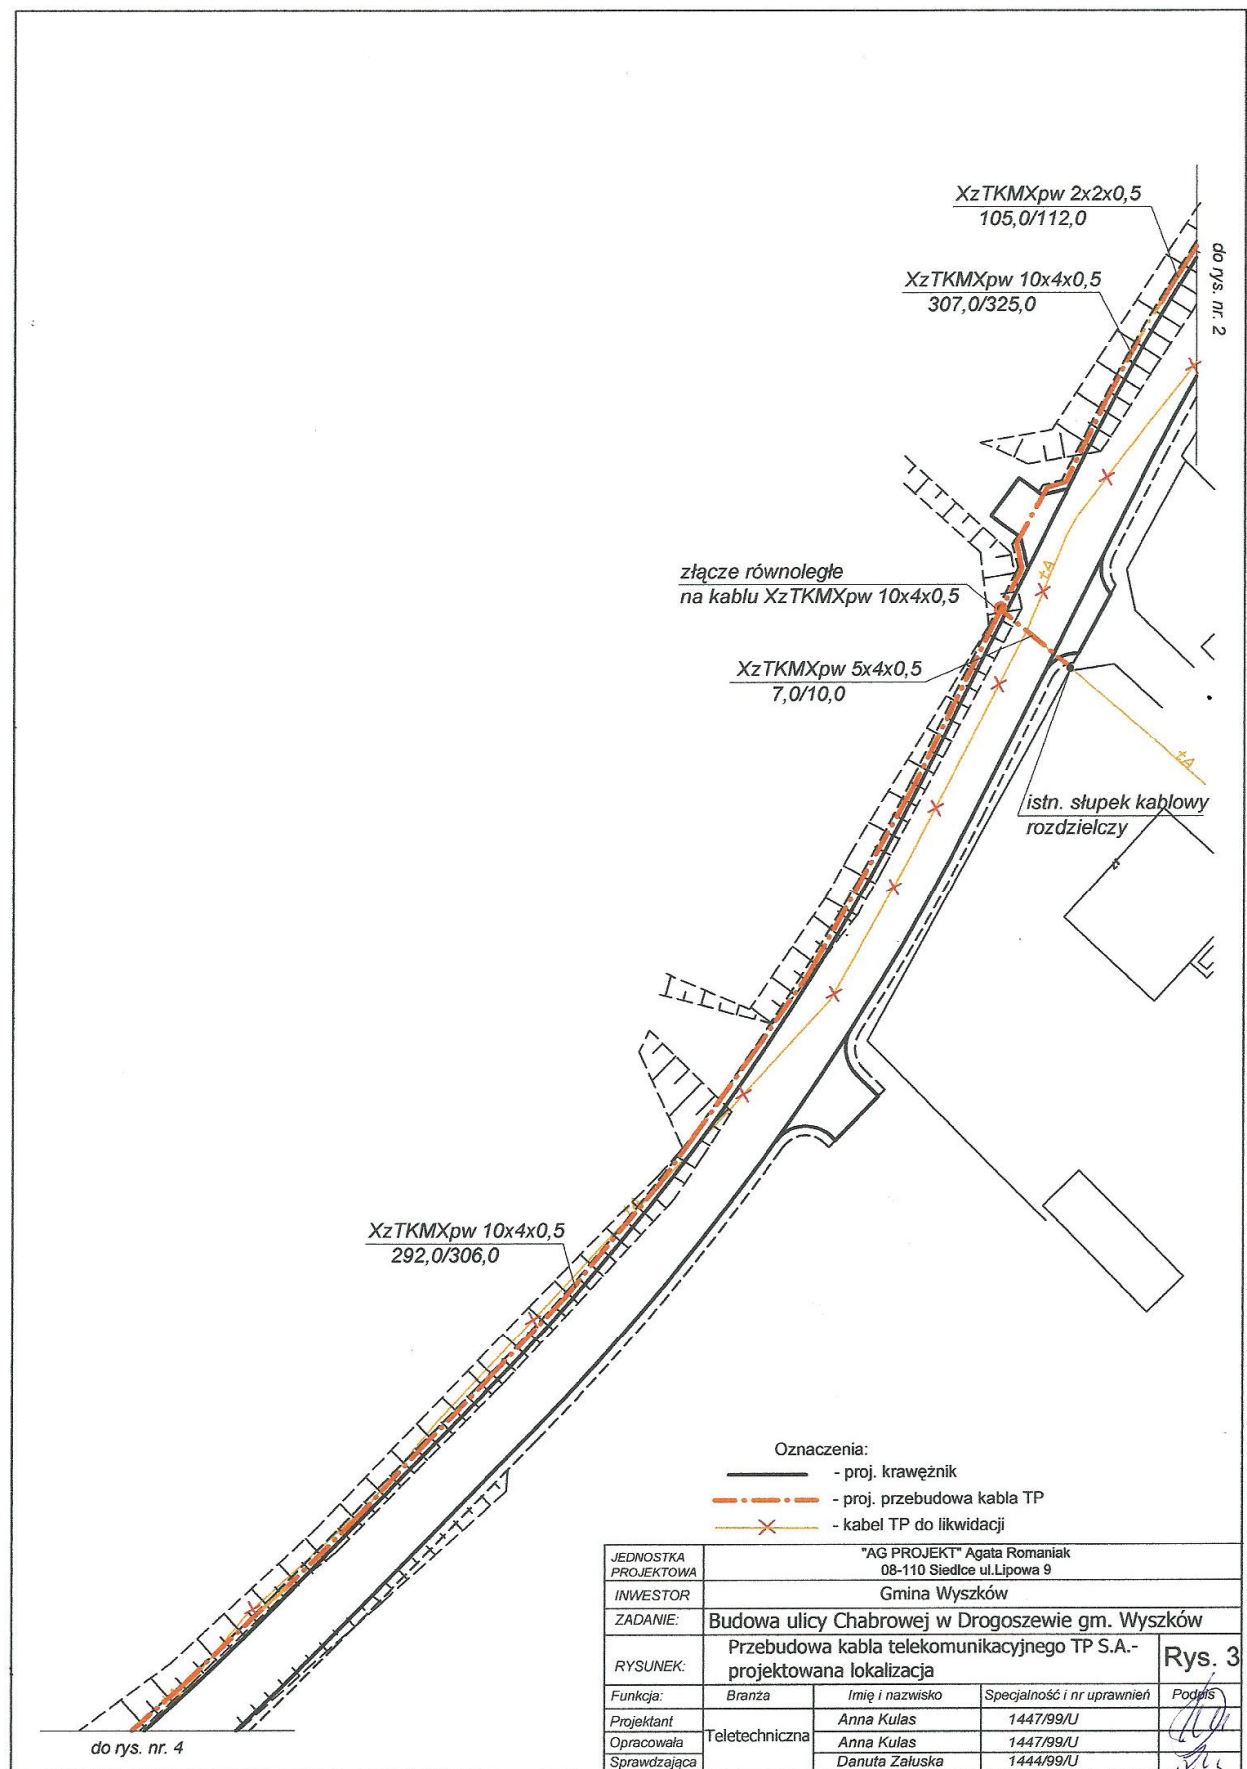 XzTKMXpw 2x2x0,5
105,0/112,0
do rys. nr. 2
XzTKMXpw 10x4x0,5
307,0/325,0
złącze równoległe
na kablu XzTKMXpw 10x4x0,5
tA
XzTKMXpw 5x4x0,5
7,0/10,0
tA
istn. słupek kablowy
rozdzielczy
XzTKMXpw 10x4x0,5
292,0/306,0
Oznaczenia:
- proj. krawężnik
- proj. przebudowa kabla TP
- kabel TP do likwidacji
do rys. nr. 4
JEDNOSTKA
PROJEKTOWA
"AG PROJEKT" Agata Romaniak
08-110 Siedlce ul.Lipowa 9
INWESTOR
Gmina Wyszków
ZADANIE:
Budowa ulicy Chabrowej w Drogoszewie gm. Wyszków
RYSUNEK:
Przebudowa kabla telekomunikacyjnego TP S.A.-
projektowana lokalizacja
Rys. 3
Funkcja: Branża Imię i nazwisko Specjalność i nr uprawnień Podpis
Projektant Teletechniczna Anna Kulas 1447/99/U
Opracowała Anna Kulas 1447/99/U
Sprawdzająca Danuta Załuska 1444/99/U